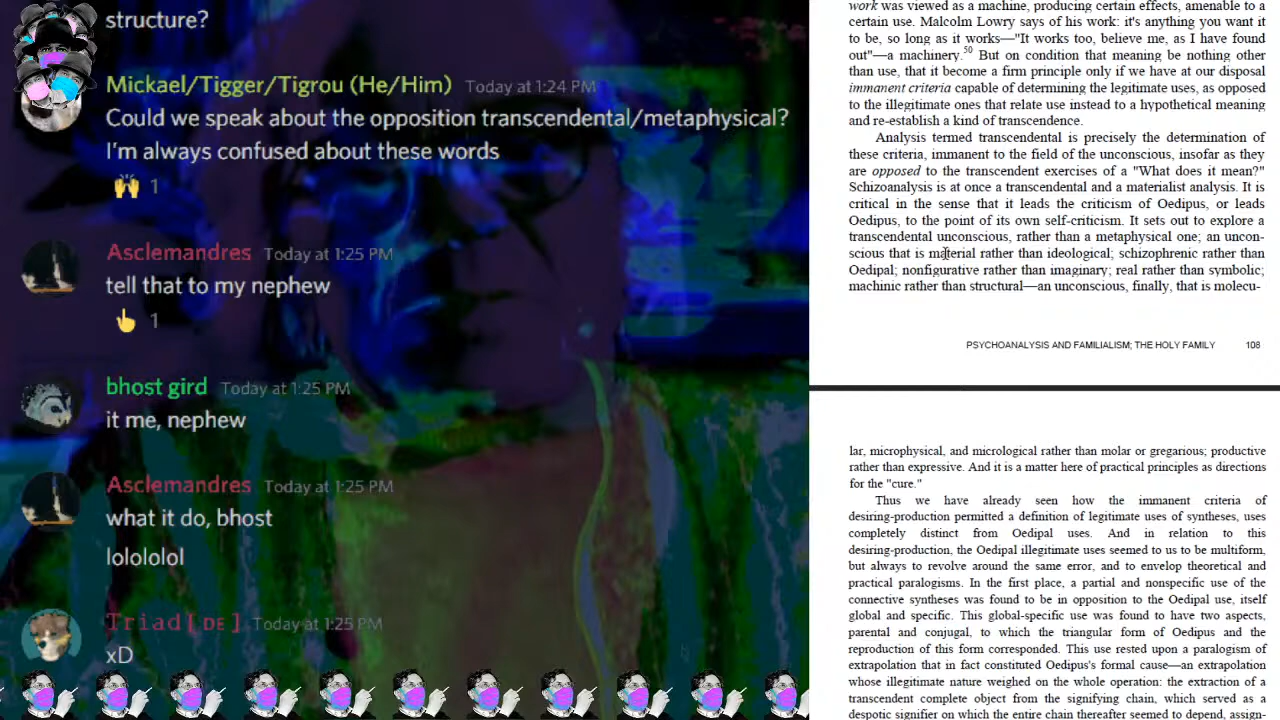 structure?
Mickael/Tigger/Tigrou (He/Him) Today at 1:24 PM
Could we speak about the opposition transcendental/metaphysical?
I'm always confused about these words
1
Asclemandres Today at 1:25 PM
tell that to my nephew
1
bhost gird Today at 1:25 PM
it me, nephew
Asclemandres Today at 1:25 PM
what it do, bhost
lolololol
Triad[DE] Today at 1:25 PM
xD
work was viewed as a machine, producing certain effects, amenable to a
certain use. Malcolm Lowry says of his work: it's anything you want it
to be, so long as it works—"It works too, believe me, as I have found
out"—a machinery.50 But on condition that meaning be nothing other
than use, that it become a firm principle only if we have at our disposal
immanent criteria capable of determining the legitimate uses, as opposed
to the illegitimate ones that relate use instead to a hypothetical meaning
and re-establish a kind of transcendence.
Analysis termed transcendental is precisely the determination of
these criteria, immanent to the field of the unconscious, insofar as they
are opposed to the transcendent exercises of a "What does it mean?"
Schizoanalysis is at once a transcendental and a materialist analysis. It is
critical in the sense that it leads the criticism of Oedipus, or leads
Oedipus, to the point of its own self-criticism. It sets out to explore a
transcendental unconscious, rather than a metaphysical one; an uncon-
scious that is material rather than ideological; schizophrenic rather than
Oedipal; nonfigurative rather than imaginary; real rather than symbolic;
machinic rather than structural—an unconscious, finally, that is molecu-
PSYCHOANALYSIS AND FAMILIALISM; THE HOLY FAMILY 108
lar, microphysical, and micrological rather than molar or gregarious; productive
rather than expressive. And it is a matter here of practical principles as directions
for the "cure."
Thus we have already seen how the immanent criteria of
desiring-production permitted a definition of legitimate uses of syntheses, uses
completely distinct from Oedipal uses. And in relation to this
desiring-production, the Oedipal illegitimate uses seemed to us to be multiform,
but always to revolve around the same error, and to envelop theoretical and
practical paralogisms. In the first place, a partial and nonspecific use of the
connective syntheses was found to be in opposition to the Oedipal use, itself
global and specific. This global-specific use was found to have two aspects,
parental and conjugal, to which the triangular form of Oedipus and the
reproduction of this form corresponded. This use rested upon a paralogism of
extrapolation that in fact constituted Oedipus's formal cause—an extrapolation
whose illegitimate nature weighed on the whole operation: the extraction of a
transcendent complete object from the signifying chain, which served as a
despotic signifier on which the entire chain thereafter seemed to depend, assign-